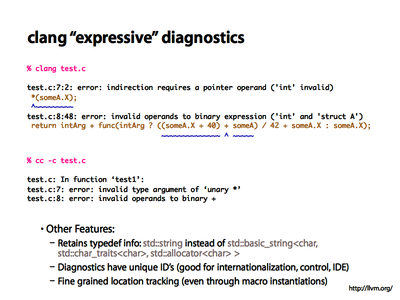 clang “expressive” diagnostics
% clang test.c
test.c:7:2: error: indirection requires a pointer operand ('int' invalid)
*(someA.X);
^~~~~~~~~~
test.c:8:48: error: invalid operands to binary expression ('int' and 'struct A')
return intArg + func(intArg ? ((someA.X + 40) + someA) / 42 + someA.X : someA.X);
~~~~~~~~~~~~~~ ^ ~~~~~
% cc -c test.c
test.c: In function ‘test1’:
test.c:7: error: invalid type argument of ‘unary *’
test.c:8: error: invalid operands to binary +
• Other Features:
– Retains typedef info: std::string instead of std::basic_string<char,
std::char_traits<char>, std::allocator<char> >
– Diagnostics have unique ID’s (good for internationalization, control, IDE)
– Fine grained location tracking (even through macro instantiations)
http://llvm.org/